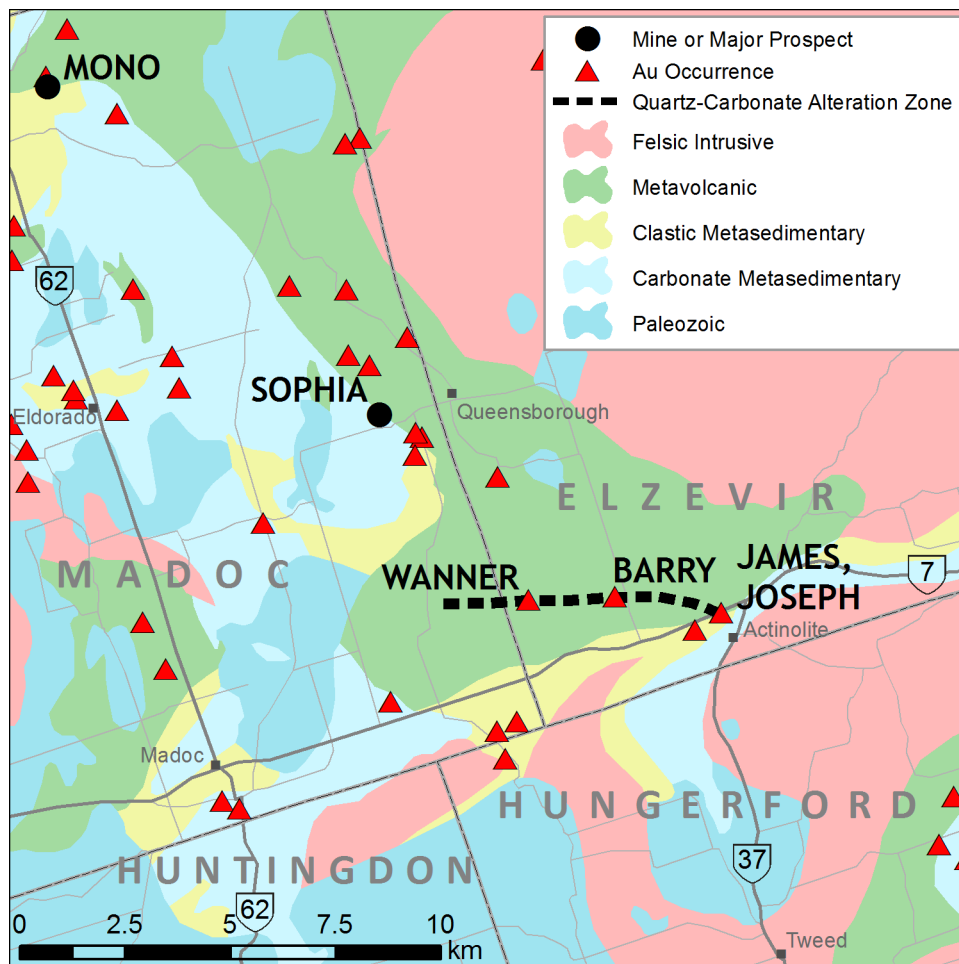 MONO
Mine or Major Prospect
Au Occurrence
Quartz-Carbonate Alteration Zone
Felsic Intrusive
Metavolcanic
Clastic Metasedimentary
Carbonate Metasedimentary
Paleozoic
62
SOPHIA
Eldorado
Queensborough
ELZEVIR
MADOC
WANNER
BARRY
JAMES,
JOSEPH
7
Actinolite
Madoc
HUNGERFORD
HUNTINGDON
37
62
0 2.5 5 7.5 10
km
Tweed